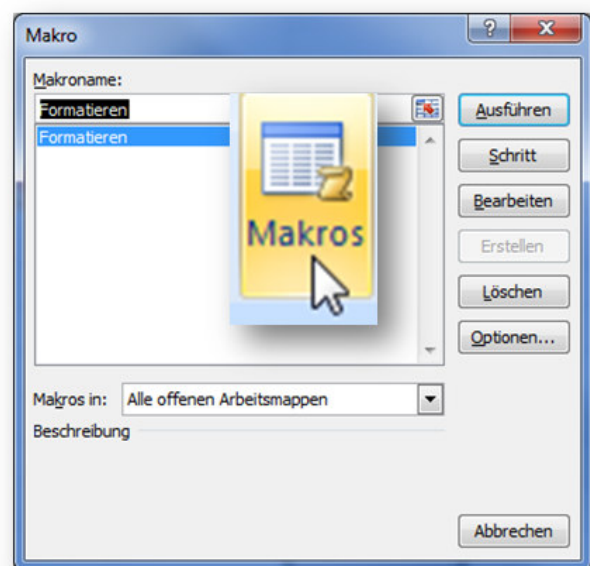 Makro
Makroname:
Formatieren
Formatieren
Makros
Ausführen
Schritt
Bearbeiten
Erstellen
Löschen
Optionen...
Makros in: Alle offenen Arbeitsmappen
Beschreibung
Abbrechen